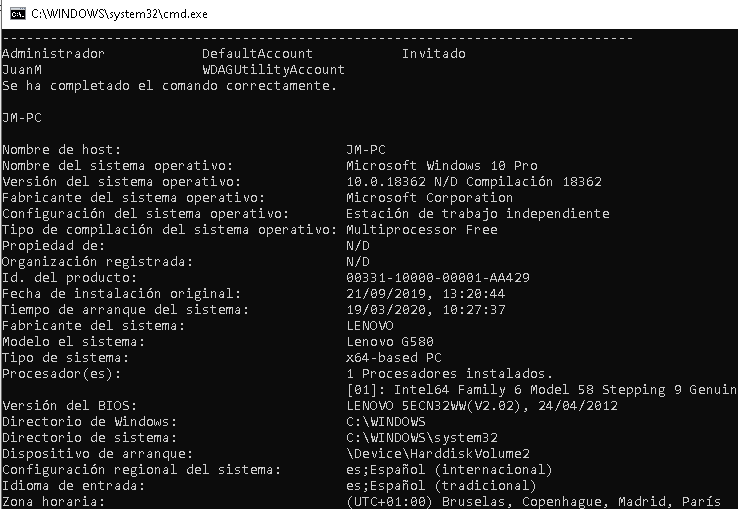 C:\WINDOWS\system32\cmd.exe
-------------------------------------------------------------------------------
Administrador            DefaultAccount           Invitado
JuanM                    WDAGUtilityAccount
Se ha completado el comando correctamente.
JM-PC
Nombre de host:                            JM-PC
Nombre del sistema operativo:              Microsoft Windows 10 Pro
Versión del sistema operativo:             10.0.18362 N/D Compilación 18362
Fabricante del sistema operativo:          Microsoft Corporation
Configuración del sistema operativo:       Estación de trabajo independiente
Tipo de compilación del sistema operativo: Multiprocessor Free
Propiedad de:                              N/D
Organización registrada:                   N/D
Id. del producto:                          00331-10000-00001-AA429
Fecha de instalación original:             21/09/2019, 13:20:44
Tiempo de arranque del sistema:            19/03/2020, 10:27:37
Fabricante del sistema:                    LENOVO
Modelo el sistema:                         Lenovo G580
Tipo de sistema:                           x64-based PC
Procesador(es):                            1 Procesadores instalados.
                                           [01]: Intel64 Family 6 Model 58 Stepping 9 Genuin
Versión del BIOS:                          LENOVO 5ECN32WW(V2.02), 24/04/2012
Directorio de Windows:                     C:\WINDOWS
Directorio de sistema:                     C:\WINDOWS\system32
Dispositivo de arranque:                   \Device\HarddiskVolume2
Configuración regional del sistema:        es;Español (internacional)
Idioma de entrada:                         es;Español (tradicional)
Zona horaria:                              (UTC+01:00) Bruselas, Copenhague, Madrid, París